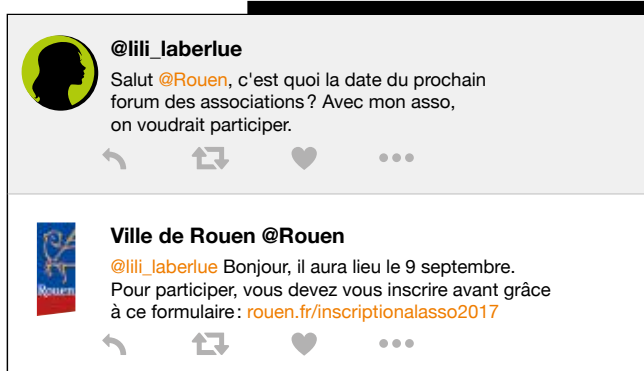 @lili_laberlue
Salut @Rouen, c'est quoi la date du prochain
forum des associations ? Avec mon asso,
on voudrait participer.
Ville de Rouen @Rouen
Rouen
@lili_laberlue Bonjour, il aura lieu le 9 septembre.
Pour participer, vous devez vous inscrire avant grâce
à ce formulaire : rouen.fr/inscriptionalasso2017